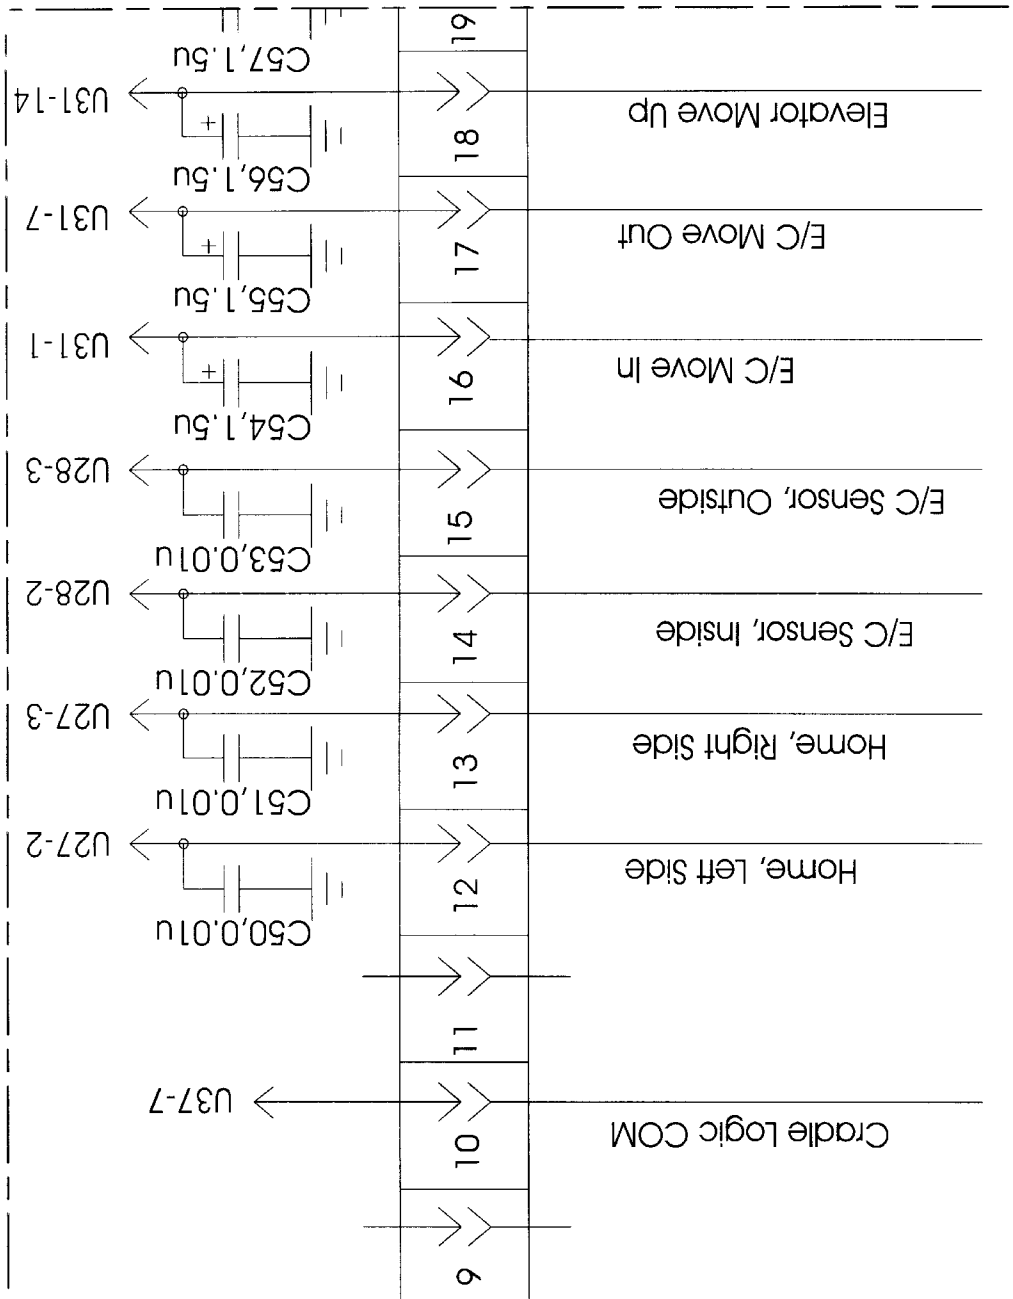 9
Cradle Logic COM
10
U37-7
11
Home, Left Side
12
C50,0.01u
U27-2
Home, Right Side
13
C51,0.01u
U27-3
E/C Sensor, Inside
14
C52,0.01u
U28-2
E/C Sensor, Outside
15
C53,0.01u
U28-3
E/C Move In
16
C54,1.5u
+
U31-1
E/C Move Out
17
C55,1.5u
+
U31-7
Elevator Move Up
18
C56,1.5u
+
U31-14
19
C57,1.5u